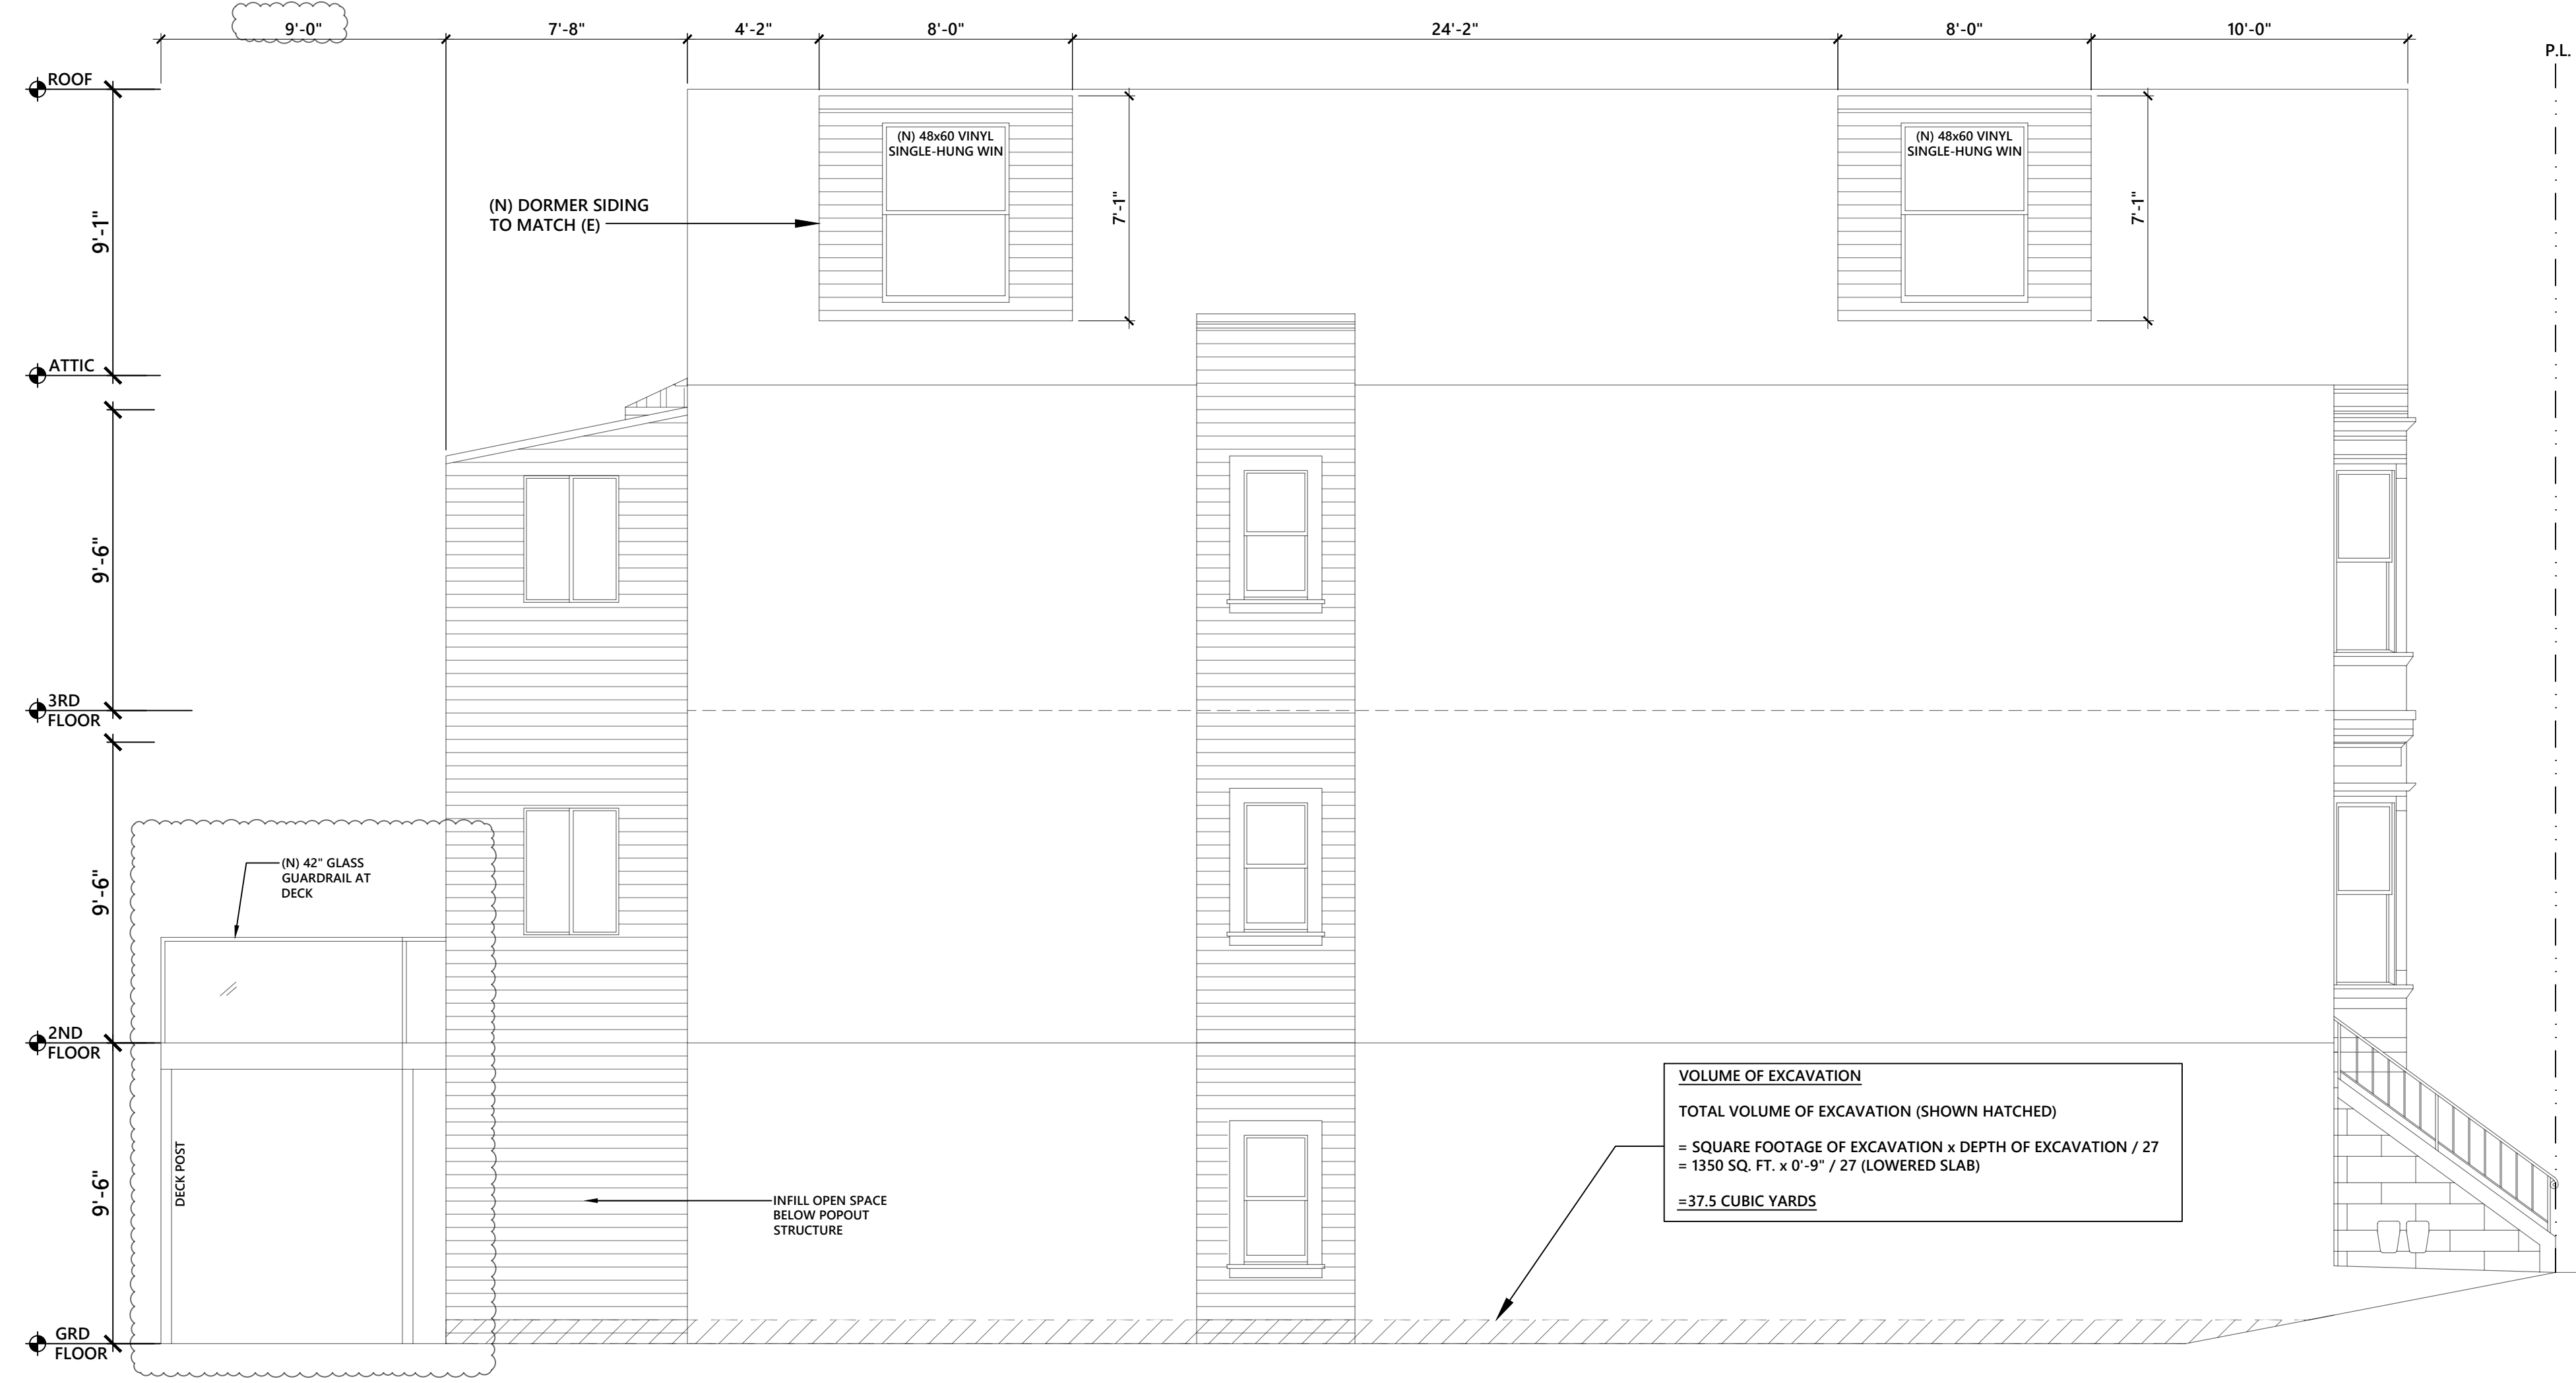 9'-0" 7'-8" 4'-2" 8'-0" 24'-2" 8'-0" 10'-0"
P.L.
ROOF
(N) 48x60 VINYL
SINGLE-HUNG WIN
(N) 48x60 VINYL
SINGLE-HUNG WIN
9'-1"
(N) DORMER SIDING
TO MATCH (E)
7'-1"
7'-1"
ATTIC
9'-6"
3RD
FLOOR
9'-6"
(N) 42" GLASS
GUARDRAIL AT
DECK
2ND
FLOOR
9'-6"
DECK POST
INFILL OPEN SPACE
BELOW POPOUT
STRUCTURE
VOLUME OF EXCAVATION
TOTAL VOLUME OF EXCAVATION (SHOWN HATCHED)
= SQUARE FOOTAGE OF EXCAVATION x DEPTH OF EXCAVATION / 27
= 1350 SQ. FT. x 0'-9" / 27 (LOWERED SLAB)
=37.5 CUBIC YARDS
GRD
FLOOR